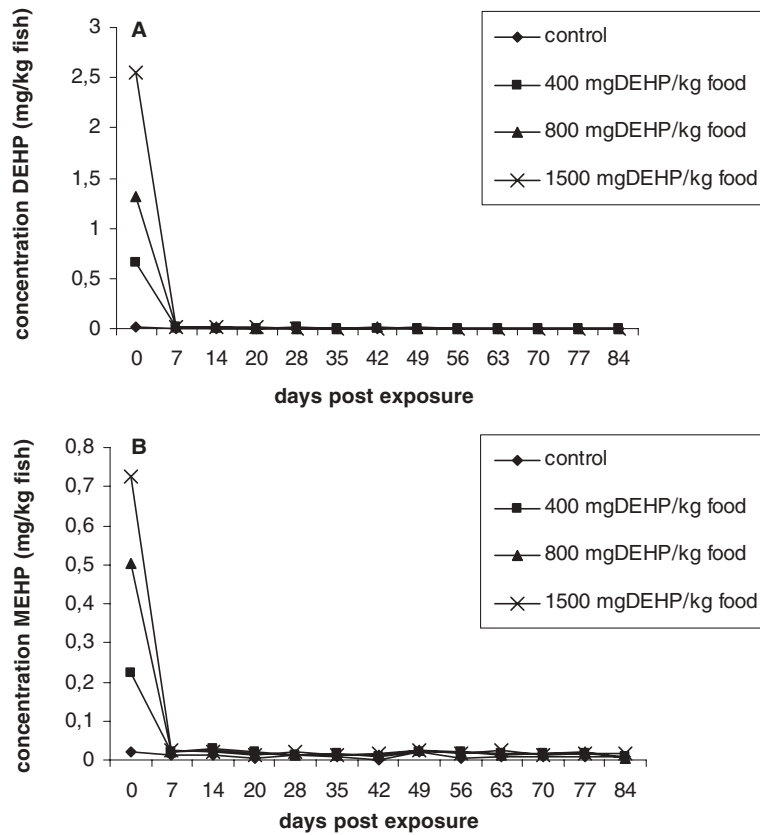 A
concentration DEHP (mg/kg fish)
3
2,5
2
1,5
1
0,5
0
0 7 14 20 28 35 42 49 56 63 70 77 84
days post exposure
control
400 mgDEHP/kg food
800 mgDEHP/kg food
1500 mgDEHP/kg food
B
concentration MEHP (mg/kg fish)
0,8
0,7
0,6
0,5
0,4
0,3
0,2
0,1
0
0 7 14 20 28 35 42 49 56 63 70 77 84
days post exposure
control
400 mgDEHP/kg food
800 mgDEHP/kg food
1500 mgDEHP/kg food